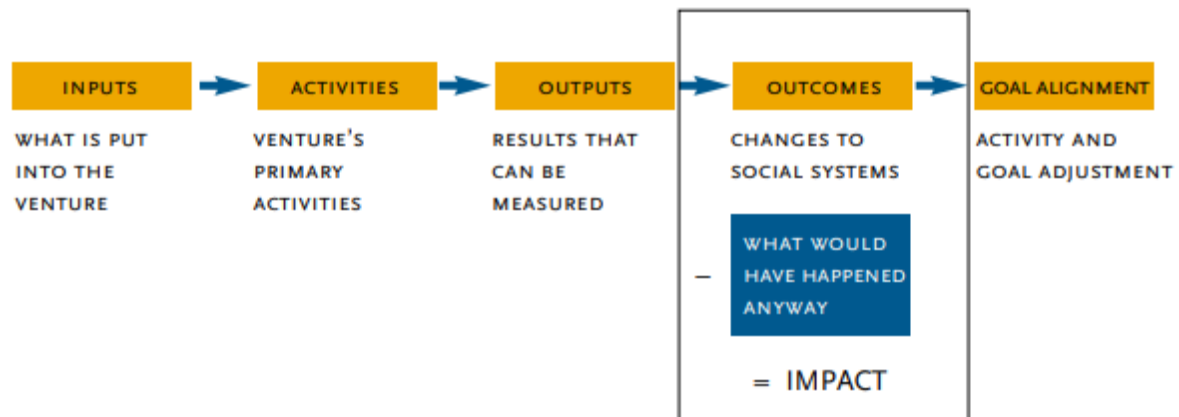 INPUTS
WHAT IS PUT
INTO THE
VENTURE
ACTIVITIES
VENTURE'S
PRIMARY
ACTIVITIES
OUTPUTS
RESULTS THAT
CAN BE
MEASURED
OUTCOMES
CHANGES TO
SOCIAL SYSTEMS
– WHAT WOULD
HAVE HAPPENED
ANYWAY
= IMPACT
GOAL ALIGNMENT
ACTIVITY AND
GOAL ADJUSTMENT